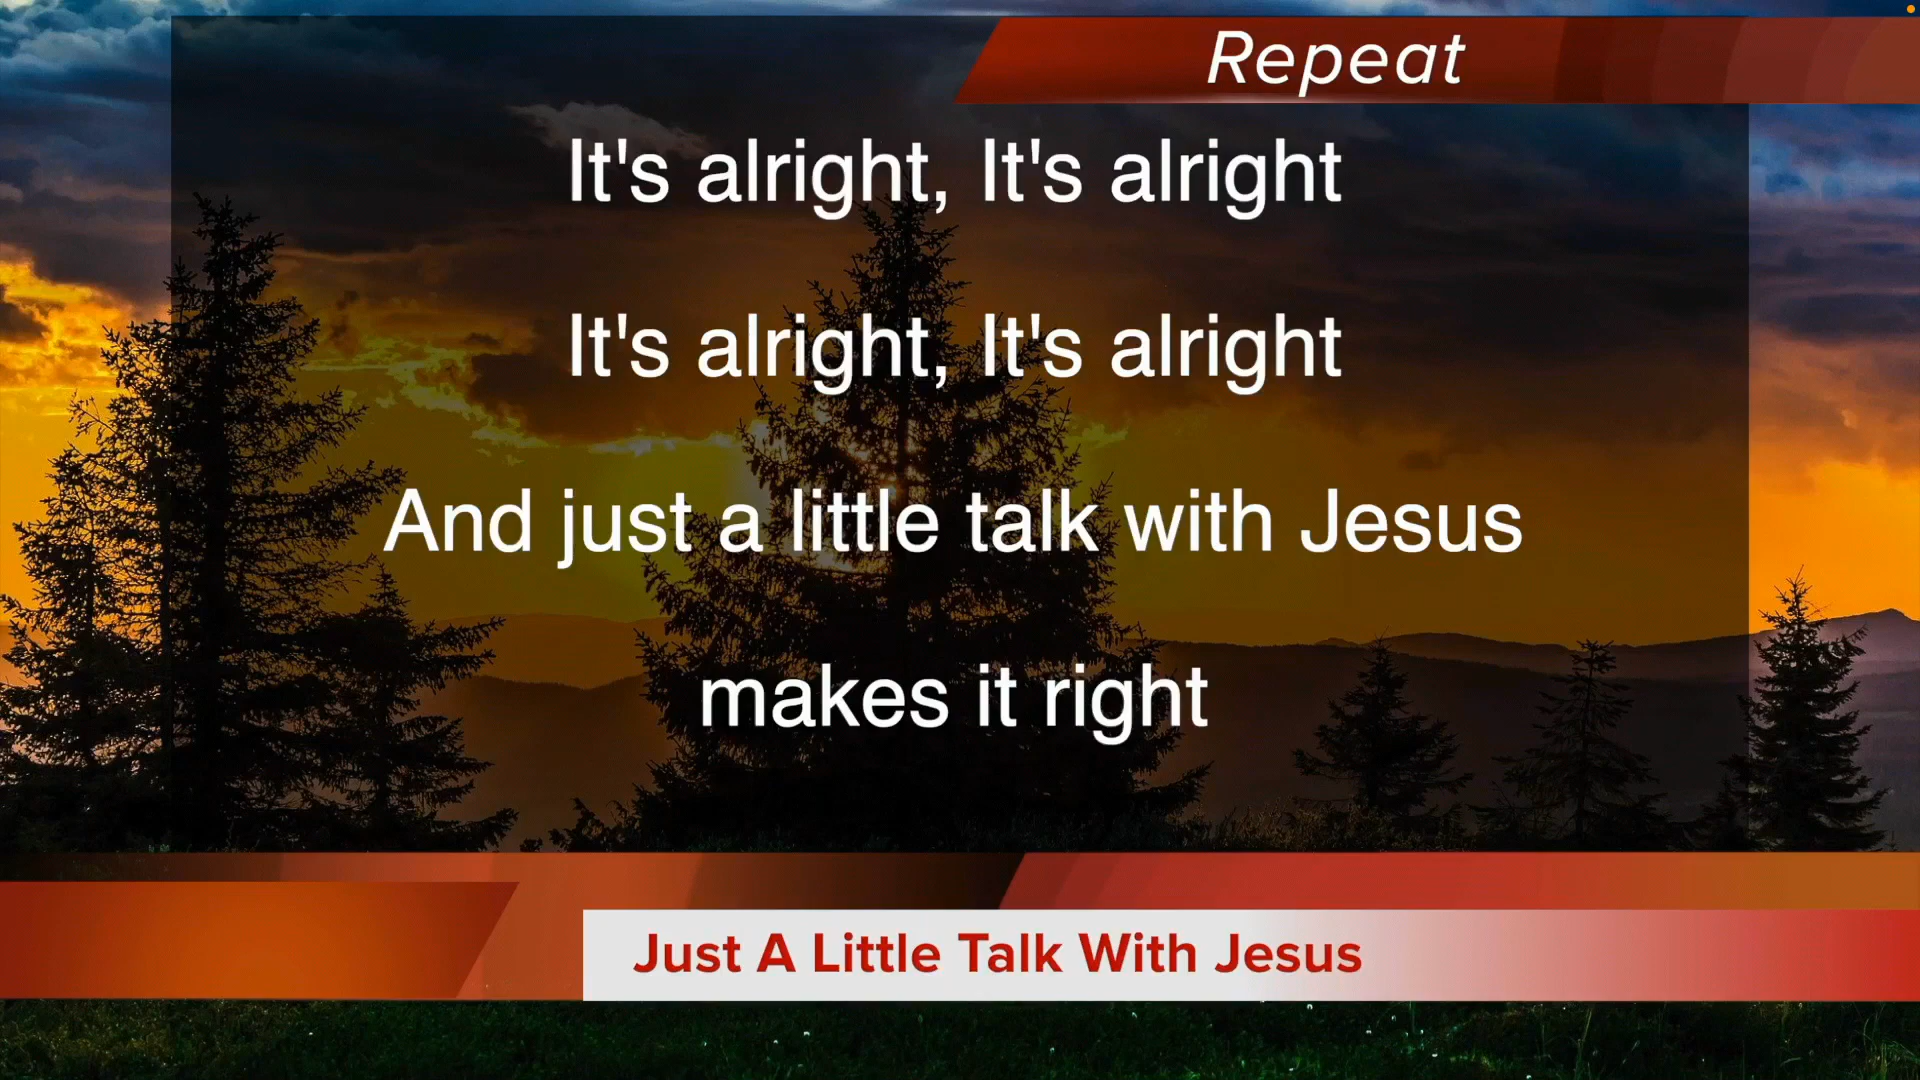 Repeat
It's alright, It's alright
It's alright, It's alright
And just a little talk with Jesus
makes it right
Just A Little Talk With Jesus